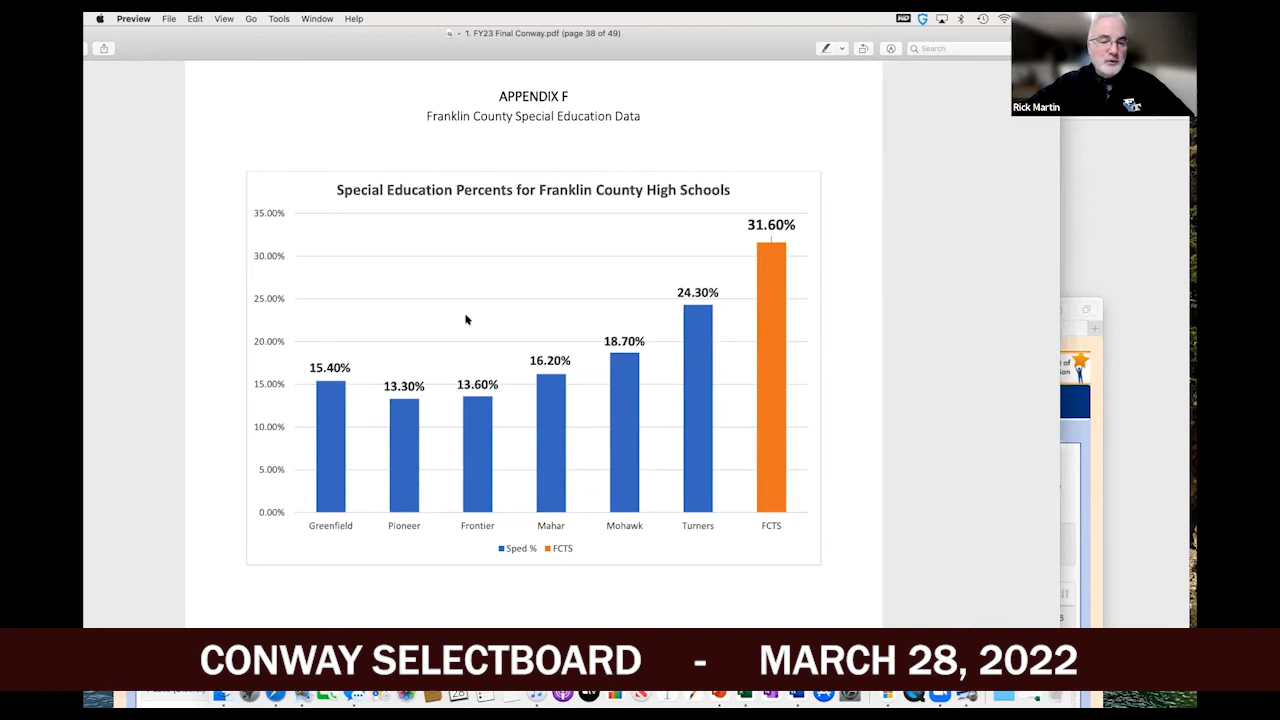 Preview File Edit View Go Tools Window Help
1. FY23 Final Conway.pdf (page 38 of 49)
Search
Rick Martin
APPENDIX F
Franklin County Special Education Data
Special Education Percents for Franklin County High Schools
35.00%
30.00%
25.00%
20.00%
15.00%
10.00%
5.00%
0.00%
15.40%
13.30%
13.60%
16.20%
18.70%
24.30%
31.60%
Greenfield Pioneer Frontier Mahar Mohawk Turners FCTS
Sped % FCTS
CONWAY SELECTBOARD - MARCH 28, 2022